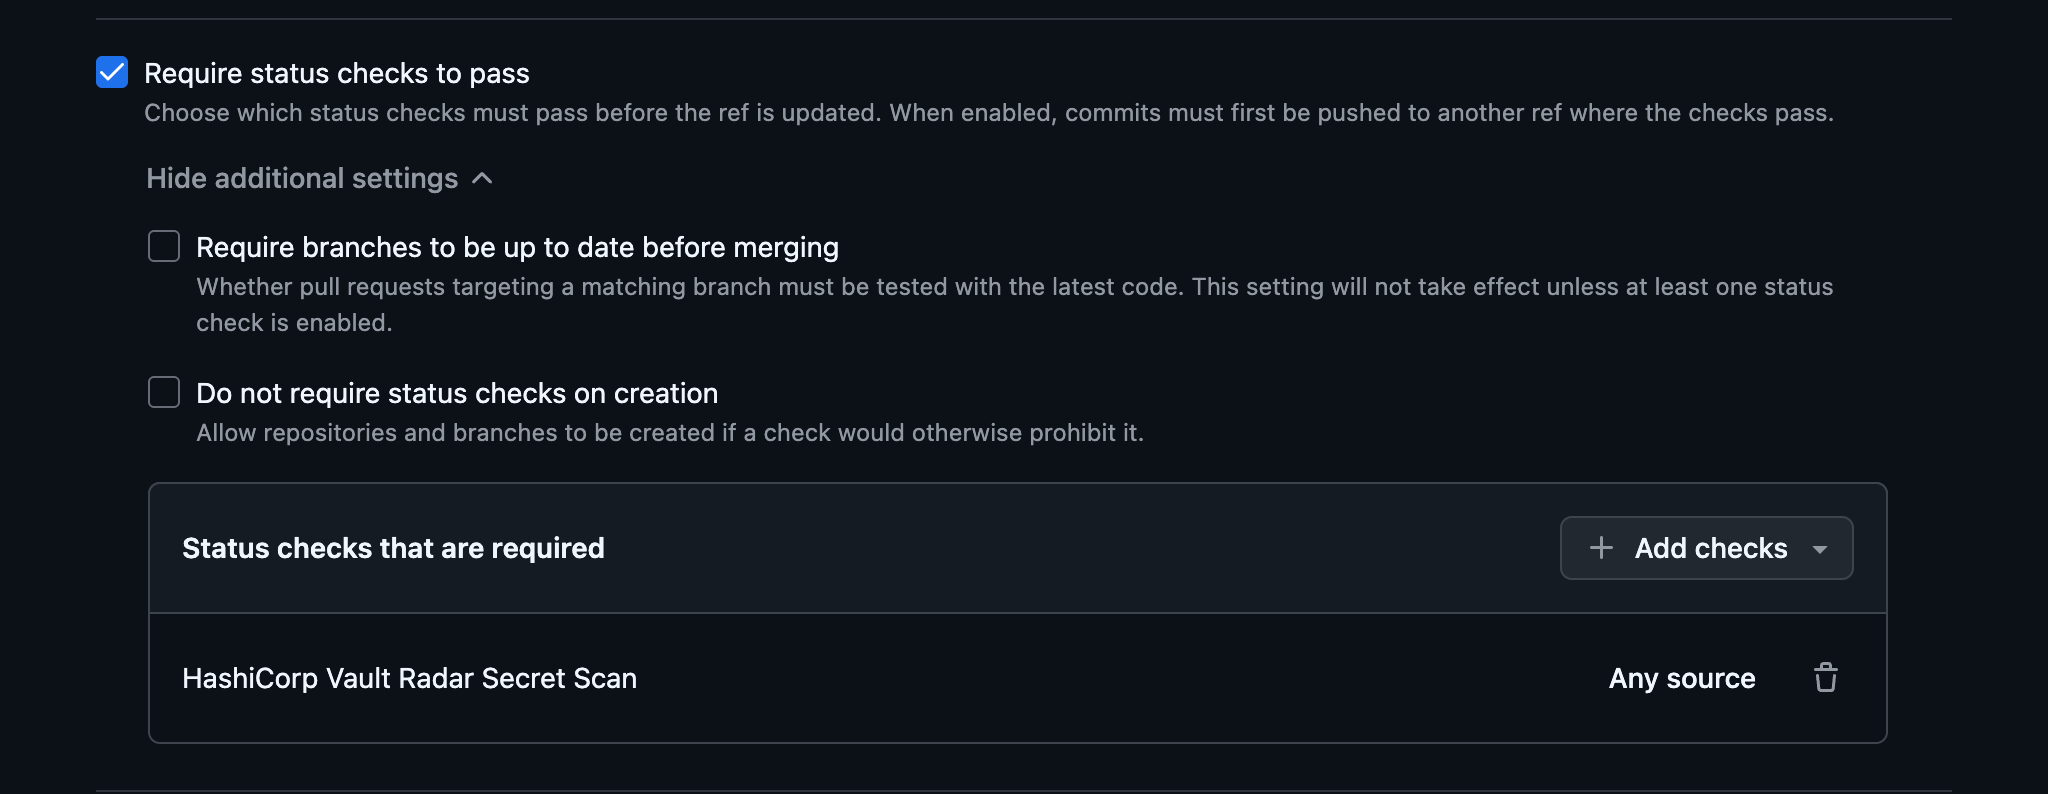 Require status checks to pass
Choose which status checks must pass before the ref is updated. When enabled, commits must first be pushed to another ref where the checks pass.
Hide additional settings
Require branches to be up to date before merging
Whether pull requests targeting a matching branch must be tested with the latest code. This setting will not take effect unless at least one status
check is enabled.
Do not require status checks on creation
Allow repositories and branches to be created if a check would otherwise prohibit it.
Status checks that are required
Add checks
HashiCorp Vault Radar Secret Scan
Any source